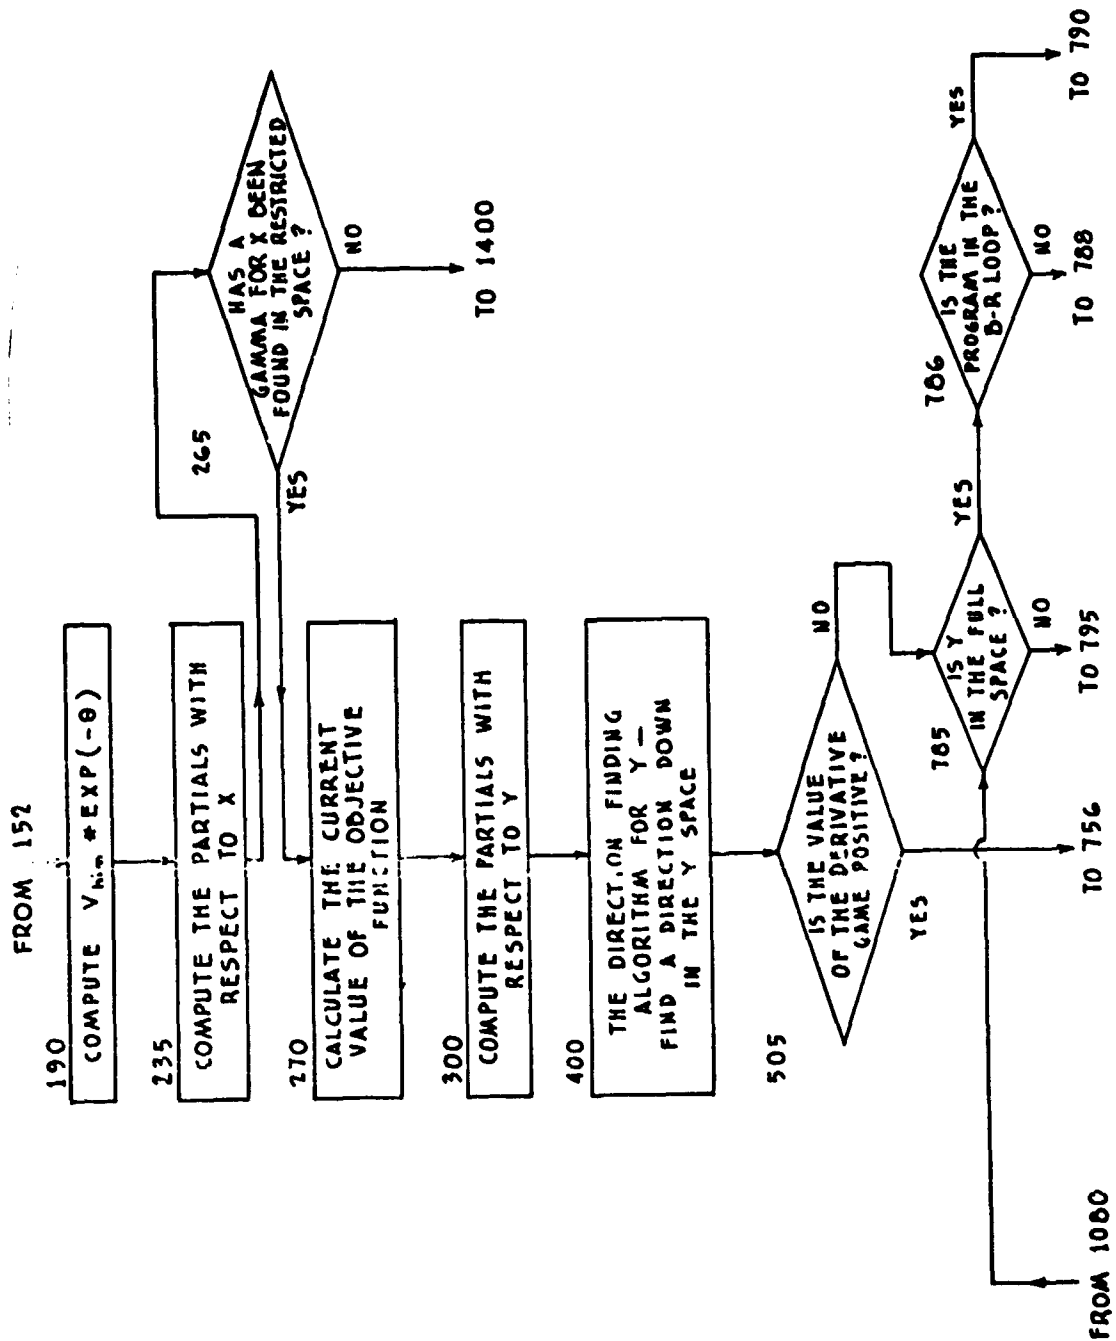 FROM 152
190
COMPUTE Vhim * EXP (-θ)
235
COMPUTE THE PARTIALS WITH
RESPECT TO X
265
HAS A
GAMMA FOR X BEEN
FOUND IN THE RESTRICTED
SPACE ?
YES
NO
TO 1400
270
CALCULATE THE CURRENT
VALUE OF THE OBJECTIVE
FUNCTION
300
COMPUTE THE PARTIALS WITH
RESPECT TO Y
400
THE DIRECT.ON FINDING
ALGORITHM FOR Y —
FIND A DIRECTION DOWN
IN THE Y SPACE
505
IS THE VALUE
OF THE DERIVATIVE
GAME POSITIVE ?
NO
YES
TO 756
785
IS Y
IN THE FULL
SPACE ?
YES
NO
TO 795
786
IS THE
PROGRAM IN THE
B-R LOOP ?
YES
NO
TO 788
TO 790
FROM 1080